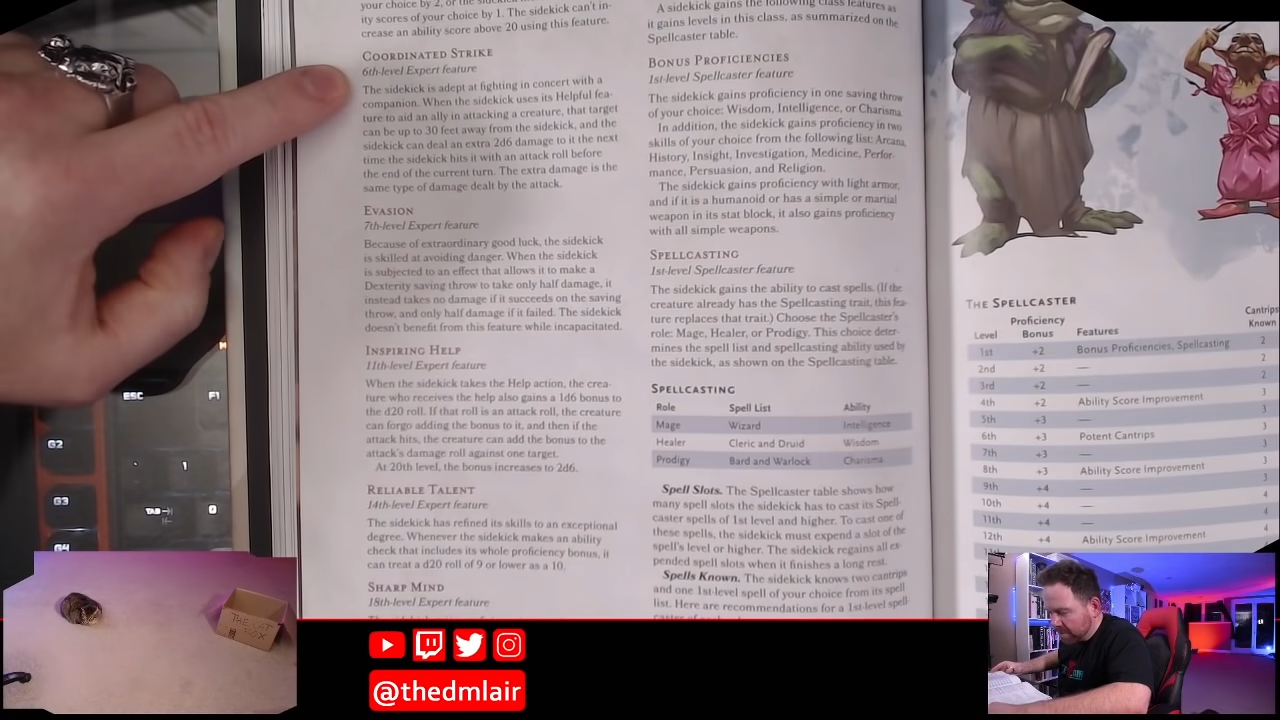 your choice by 2, or the
ity scores of your choice by 1. The sidekick can't in-
crease an ability score above 20 using this feature.
COORDINATED STRIKE
6th-level Expert feature
The sidekick is adept at fighting in concert with a
companion. When the sidekick uses its Helpful fea-
ture to aid an ally in attacking a creature, that target
can be up to 30 feet away from the sidekick, and the
sidekick can deal an extra 2d6 damage to it the next
time the sidekick hits it with an attack roll before
the end of the current turn. The extra damage is the
same type of damage dealt by the attack.
EVASION
7th-level Expert feature
Because of extraordinary good luck, the sidekick
is skilled at avoiding danger. When the sidekick
is subjected to an effect that allows it to make a
Dexterity saving throw to take only half damage, it
instead takes no damage if it succeeds on the saving
throw, and only half damage if it failed. The sidekick
doesn't benefit from this feature while incapacitated.
INSPIRING HELP
11th-level Expert feature
When the sidekick takes the Help action, the crea-
ture who receives the help also gains a 1d6 bonus to
the d20 roll. If that roll is an attack roll, the creature
can forgo adding the bonus to it, and then if the
attack hits, the creature can add the bonus to the
attack's damage roll against one target.
At 20th level, the bonus increases to 2d6.
RELIABLE TALENT
14th-level Expert feature
The sidekick has refined its skills to an exceptional
degree. Whenever the sidekick makes an ability
check that includes its whole proficiency bonus, it
can treat a d20 roll of 9 or lower as a 10.
SHARP MIND
18th-level Expert feature
A sidekick gains the following class features as
it gains levels in this class, as summarized on the
Spellcaster table.
BONUS PROFICIENCIES
1st-level Spellcaster feature
The sidekick gains proficiency in one saving throw
of your choice: Wisdom, Intelligence, or Charisma.
In addition, the sidekick gains proficiency in two
skills of your choice from the following list: Arcana,
History, Insight, Investigation, Medicine, Perfor-
mance, Persuasion, and Religion.
The sidekick gains proficiency with light armor,
and if it is a humanoid or has a simple or martial
weapon in its stat block, it also gains proficiency
with all simple weapons.
SPELLCASTING
1st-level Spellcaster feature
The sidekick gains the ability to cast spells. (If the
creature already has the Spellcasting trait, this fea-
ture replaces that trait.) Choose the Spellcaster's
role: Mage, Healer, or Prodigy. This choice deter-
mines the spell list and spellcasting ability used by
the sidekick, as shown on the Spellcasting table.
SPELLCASTING
Role Spell List Ability
Mage Wizard Intelligence
Healer Cleric and Druid Wisdom
Prodigy Bard and Warlock Charisma
Spell Slots. The Spellcaster table shows how
many spell slots the sidekick has to cast its Spell-
caster spells of 1st level and higher. To cast one of
these spells, the sidekick must expend a slot of the
spell's level or higher. The sidekick regains all ex-
pended spell slots when it finishes a long rest.
Spells Known. The sidekick knows two cantrips
and one 1st-level spell of your choice from its spell
list. Here are recommendations for a 1st-level spell-
THE SPELLCASTER
Level Proficiency Bonus Features Cantrips Known
1st +2 Bonus Proficiencies, Spellcasting 2
2nd +2 — 2
3rd +2 — 2
4th +2 Ability Score Improvement 3
5th +3 — 3
6th +3 Potent Cantrips 3
7th +3 — 3
8th +3 Ability Score Improvement 3
9th +4 — 3
10th +4 — 4
11th +4 — 4
12th +4 Ability Score Improvement 4
ESC F1
G2
1
G3
TAB
G4
THE CAT BOX
@thedmlair